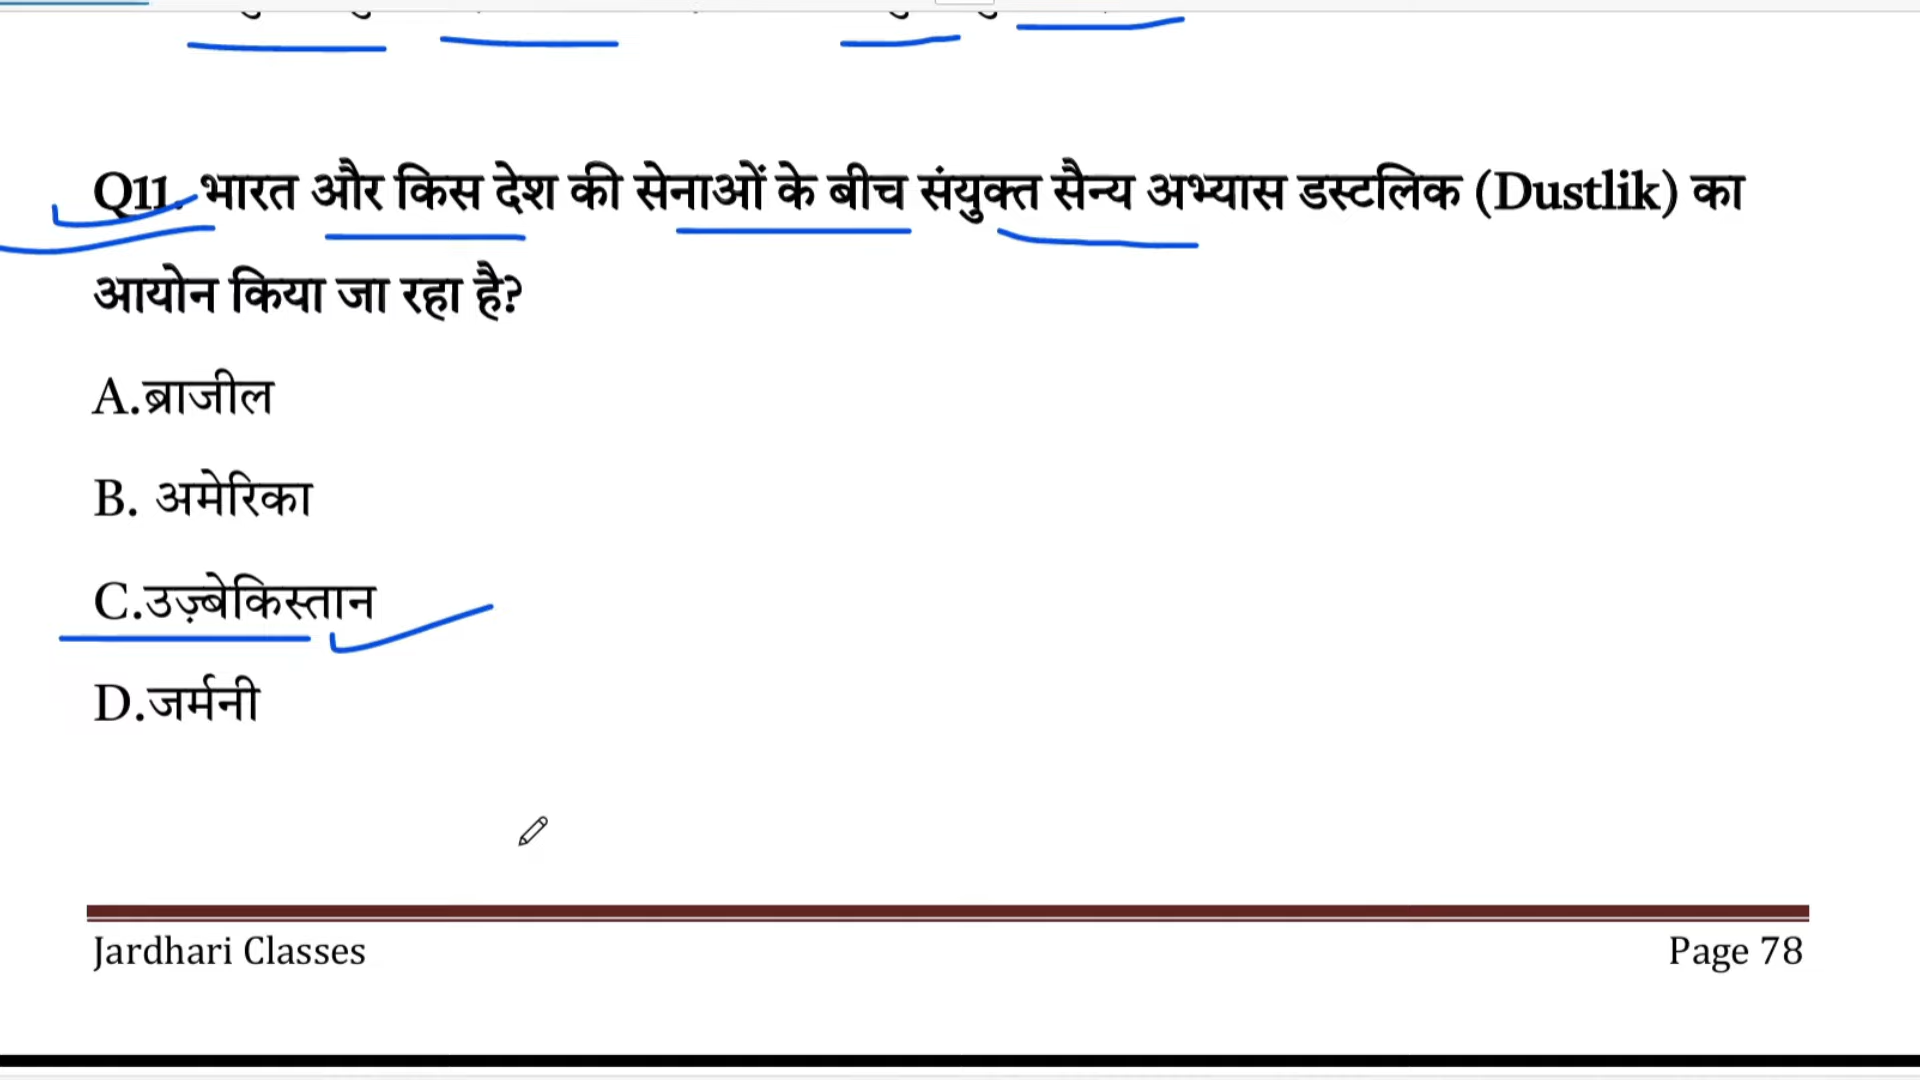 Q11. भारत और किस देश की सेनाओं के बीच संयुक्त सैन्य अभ्यास डस्टलिक (Dustlik) का
आयोन किया जा रहा है?
A.ब्राजील
B. अमेरिका
C.उज़्बेकिस्तान
D.जर्मनी
Jardhari Classes
Page 78